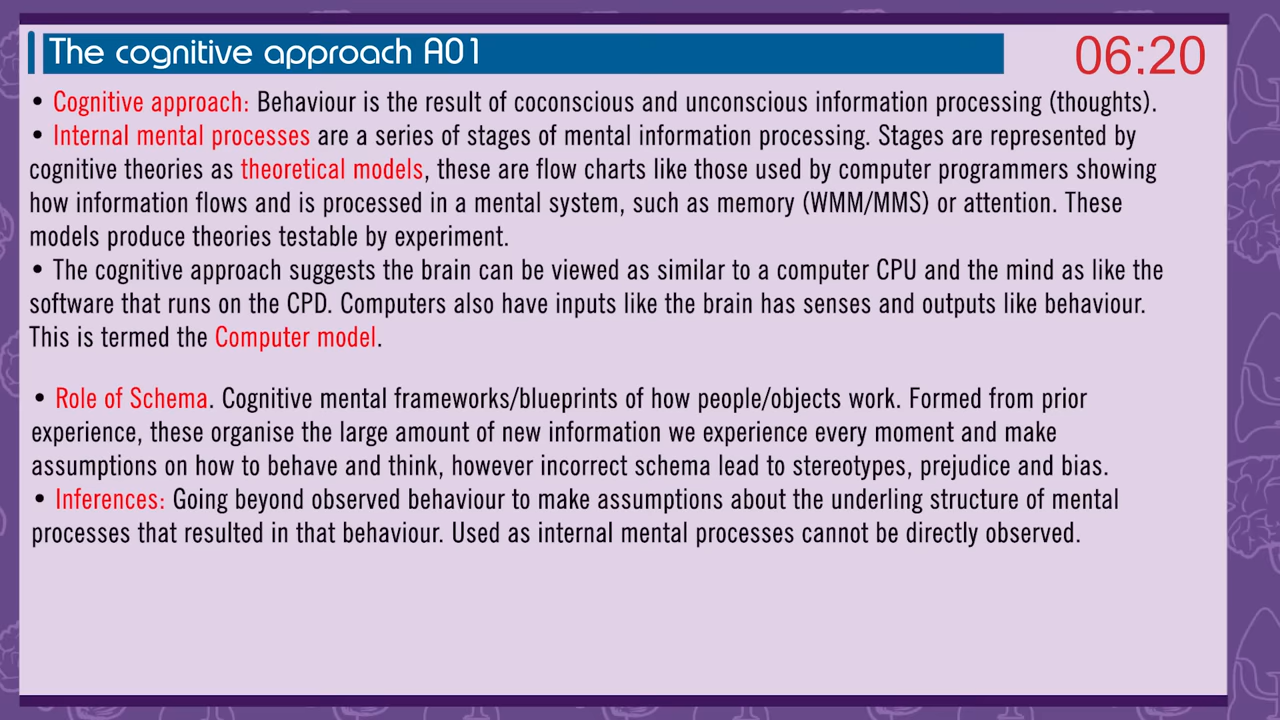 The cognitive approach A01
06:20
• Cognitive approach: Behaviour is the result of coconscious and unconscious information processing (thoughts).
• Internal mental processes are a series of stages of mental information processing. Stages are represented by
cognitive theories as theoretical models, these are flow charts like those used by computer programmers showing
how information flows and is processed in a mental system, such as memory (WMM/MMS) or attention. These
models produce theories testable by experiment.
• The cognitive approach suggests the brain can be viewed as similar to a computer CPU and the mind as like the
software that runs on the CPD. Computers also have inputs like the brain has senses and outputs like behaviour.
This is termed the Computer model.
• Role of Schema. Cognitive mental frameworks/blueprints of how people/objects work. Formed from prior
experience, these organise the large amount of new information we experience every moment and make
assumptions on how to behave and think, however incorrect schema lead to stereotypes, prejudice and bias.
• Inferences: Going beyond observed behaviour to make assumptions about the underling structure of mental
processes that resulted in that behaviour. Used as internal mental processes cannot be directly observed.